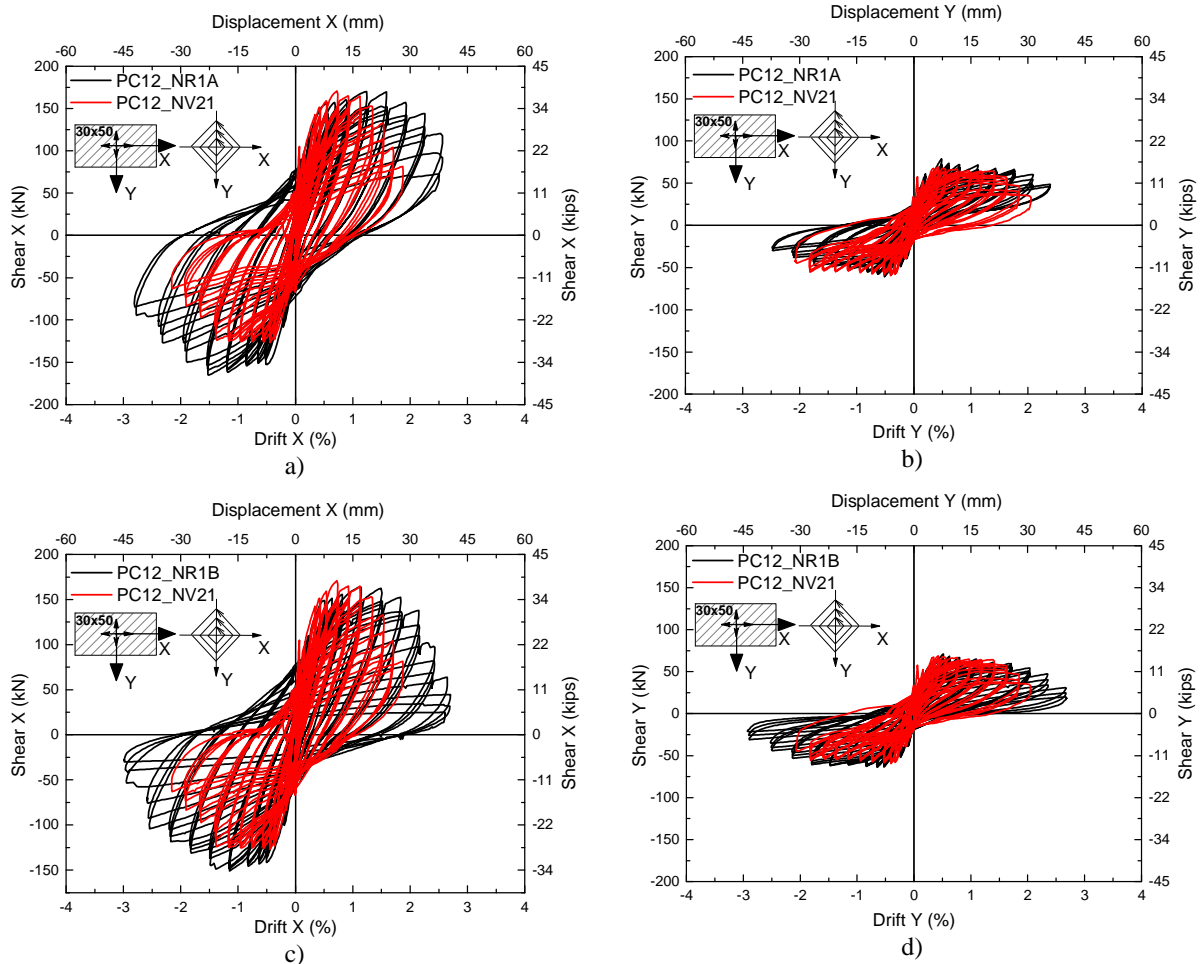 Displacement X (mm)
-60 -45 -30 -15 0 15 30 45 60
200 150 100 50 0 -50 -100 -150 -200
Shear X (kN)
PC12_NR1A
PC12_NV21
30x50
X
Y
X
Y
45 34 22 11 0 -11 -22 -34 -45
Shear X (kips)
-4 -3 -2 -1 0 1 2 3 4
Drift X (%)
a)
Displacement Y (mm)
-60 -45 -30 -15 0 15 30 45 60
200 150 100 50 0 -50 -100 -150 -200
Shear Y (kN)
PC12_NR1A
PC12_NV21
30x50
X
Y
X
Y
45 34 22 11 0 -11 -22 -34 -45
Shear Y (kips)
-4 -3 -2 -1 0 1 2 3 4
Drift Y (%)
b)
Displacement X (mm)
-60 -45 -30 -15 0 15 30 45 60
200 150 100 50 0 -50 -100 -150
Shear X (kN)
PC12_NR1B
PC12_NV21
30x50
X
Y
X
Y
45 34 22 11 0 -11 -22 -34
Shear X (kips)
-4 -3 -2 -1 0 1 2 3 4
Drift X (%)
c)
Displacement Y (mm)
-60 -45 -30 -15 0 15 30 45 60
200 150 100 50 0 -50 -100 -150 -200
Shear Y (kN)
PC12_NR1B
PC12_NV21
30x50
X
Y
X
Y
45 34 22 11 0 -11 -22 -34 -45
Shear Y (kips)
-4 -3 -2 -1 0 1 2 3 4
Drift Y (%)
d)